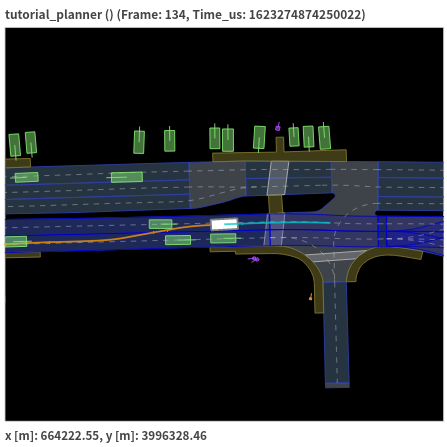 tutorial_planner () (Frame: 134, Time_us: 1623274874250022)
x [m]: 664222.55, y [m]: 3996328.46